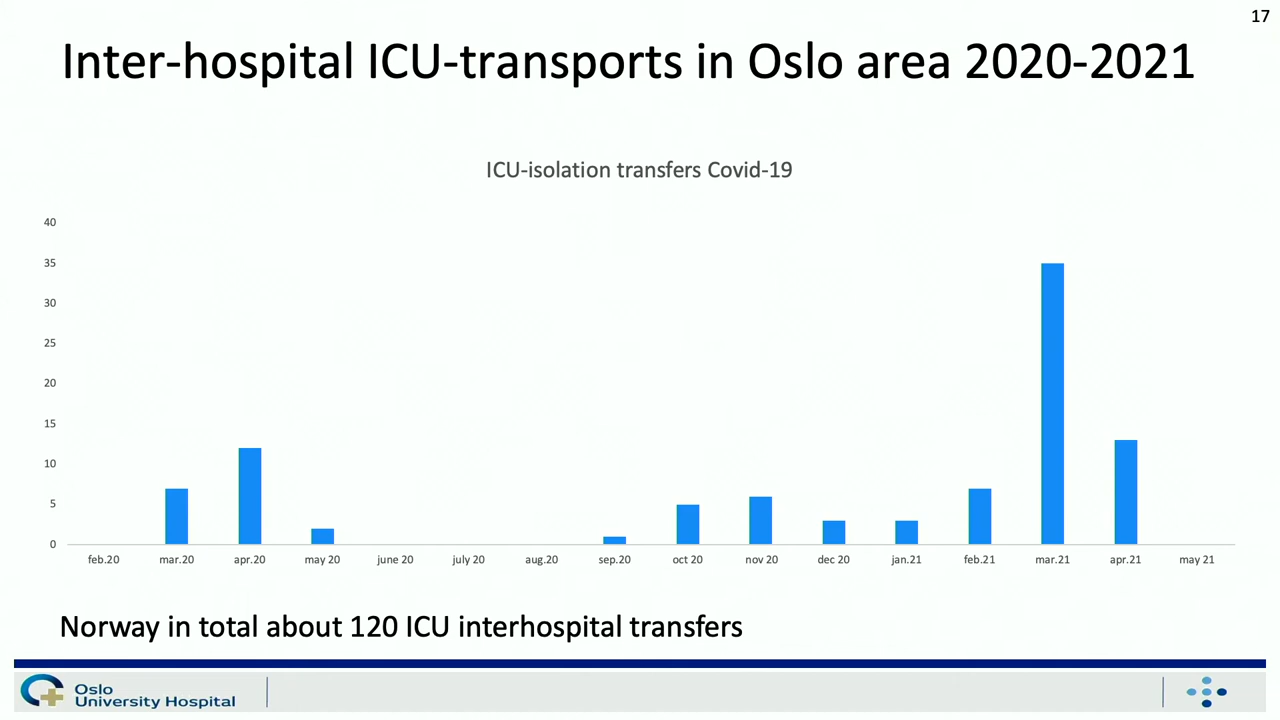 17
Inter-hospital ICU-transports in Oslo area 2020-2021
ICU-isolation transfers Covid-19
40
35
30
25
20
15
10
5
0
feb.20 mar.20 apr.20 may 20 june 20 july 20 aug.20 sep.20 oct 20 nov 20 dec 20 jan.21 feb.21 mar.21 apr.21 may 21
Norway in total about 120 ICU interhospital transfers
Oslo
University Hospital